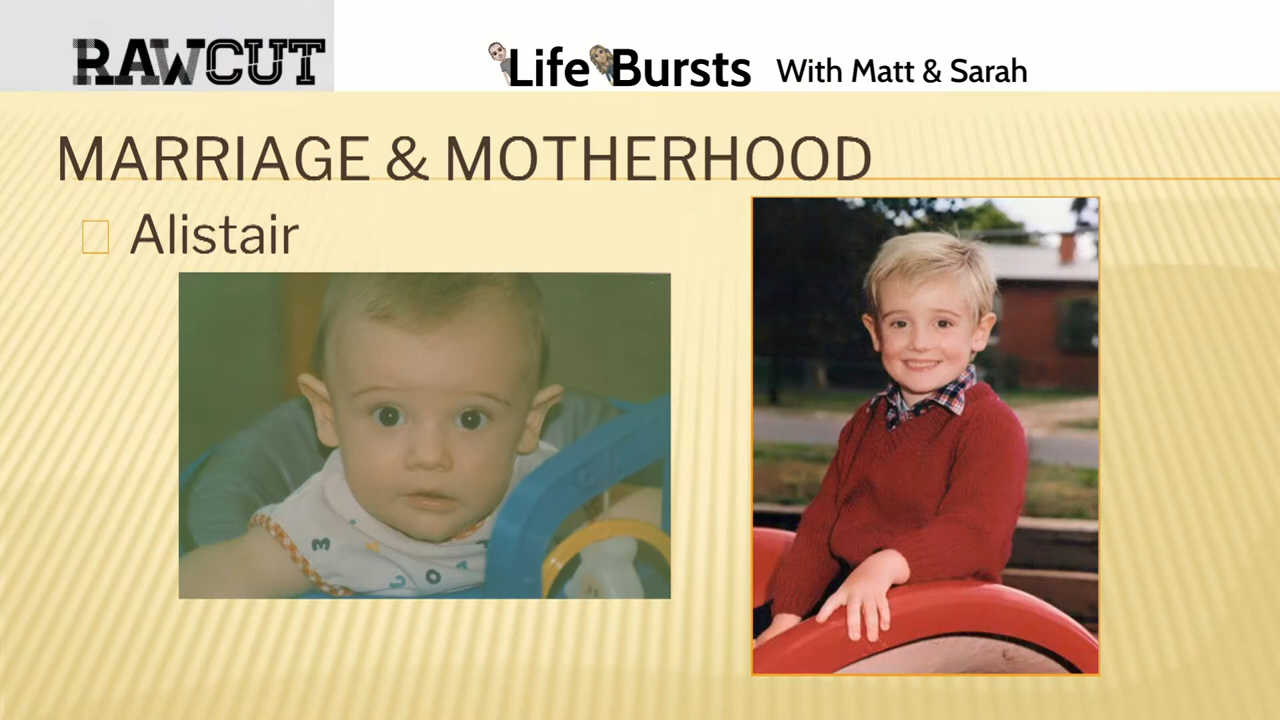 RAWCUT
Life Bursts With Matt & Sarah
MARRIAGE & MOTHERHOOD
Alistair